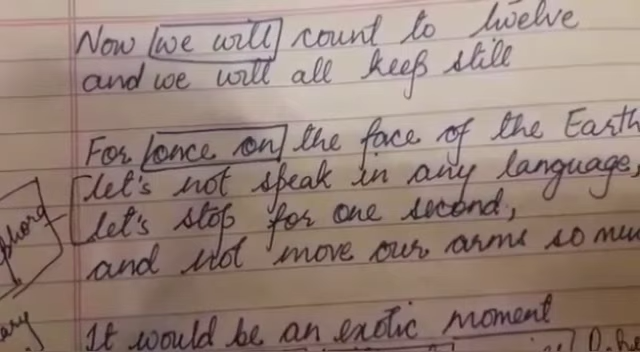 Now we will count to twelve
and we will all keep still
For once on the face of the Earth
let's not speak in any language,
let's stop for one second,
and not move our arms so muc
It would be an exotic moment